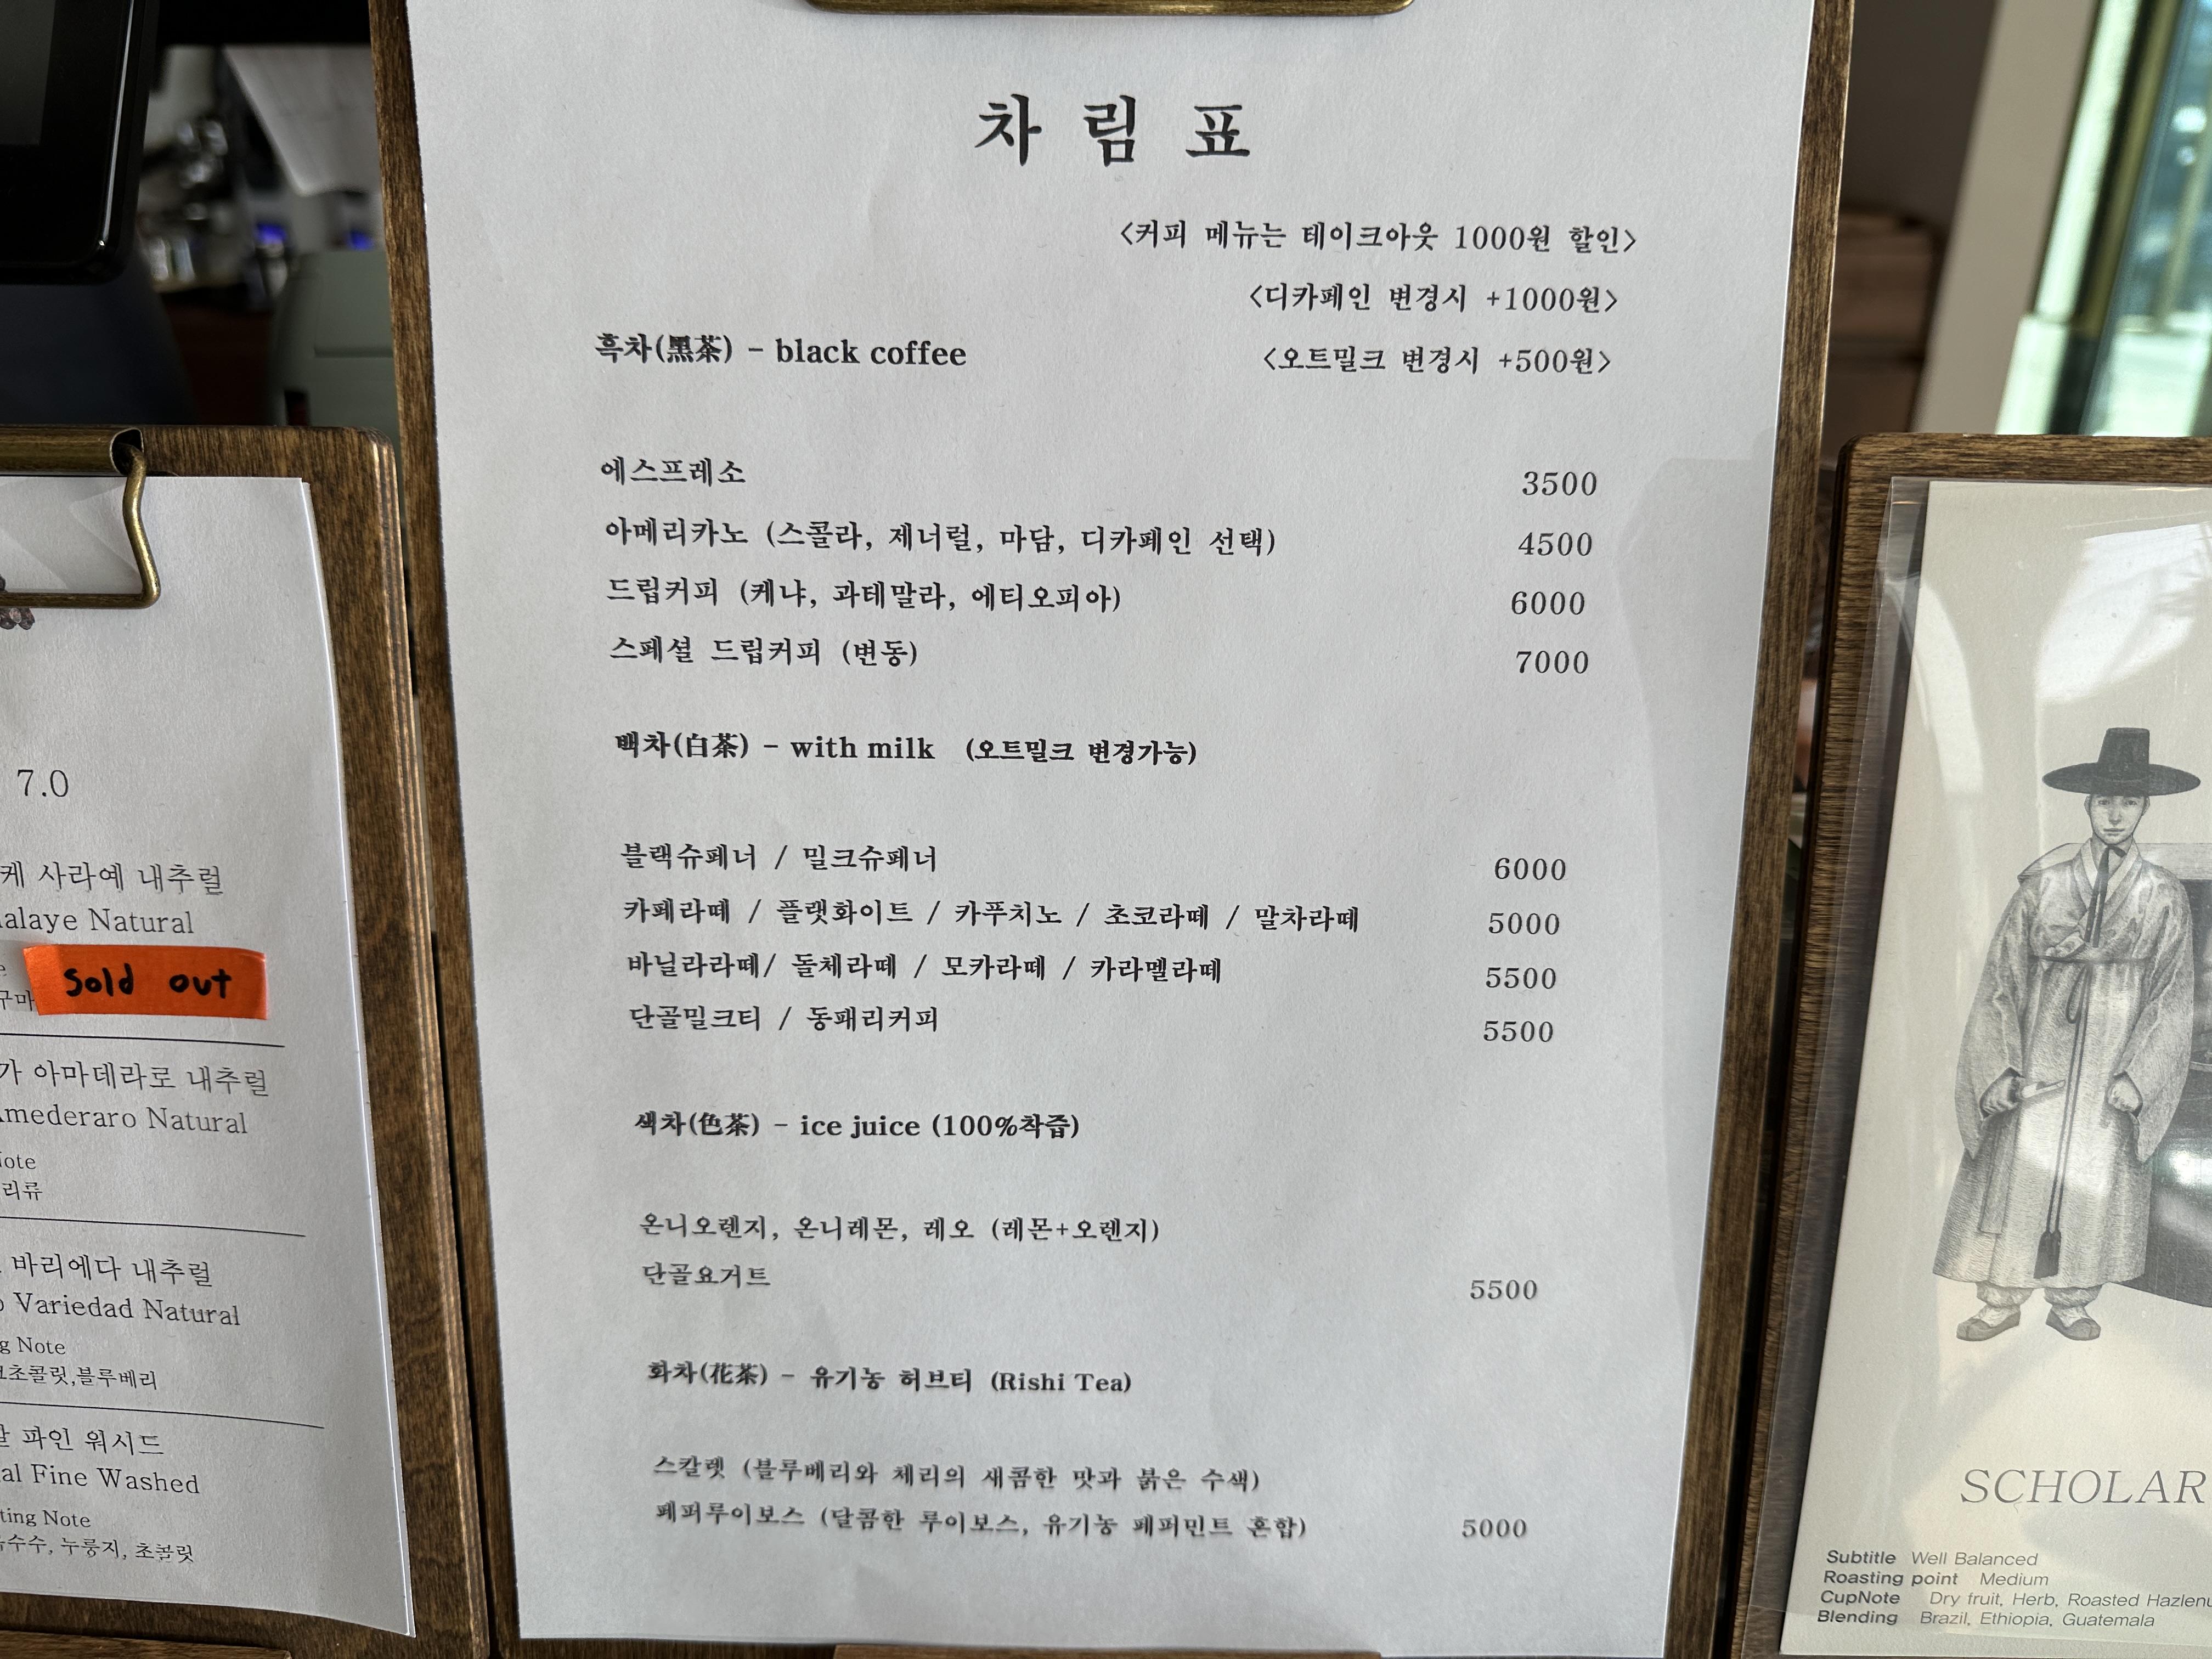 차림표
<커피 메뉴는 테이크아웃 1000원 할인>
<디카페인 변경시 +1000원>
흑차(黑茶) - black coffee
<오트밀크 변경시 +500원>
에스프레소 3500
아메리카노 (스콜라, 제너럴, 마담, 디카페인 선택) 4500
드립커피 (케냐, 과테말라, 에티오피아) 6000
스페셜 드립커피 (변동) 7000
백차(白茶) - with milk (오트밀크 변경가능)
블랙슈페너 / 밀크슈페너 6000
카페라떼 / 플랫화이트 / 카푸치노 / 초코라떼 / 말차라떼 5000
바닐라라떼/ 돌체라떼 / 모카라떼 / 카라멜라떼 5500
단골밀크티 / 동패리커피 5500
색차(色茶) - ice juice (100%착즙)
온니오렌지, 온니레몬, 레오 (레몬+오렌지)
단골요거트 5500
화차(花茶) - 유기농 허브티 (Rishi Tea)
스칼렛 (블루베리와 체리의 새콤한 맛과 붉은 수색)
페퍼루이보스 (달콤한 루이보스, 유기농 페퍼민트 혼합) 5000
7.0
케 사라예 내추럴
alaye Natural
sold out
가 아마데라로 내추럴
Amederaro Natural
Note
리류
바리에다 내추럴
o Variedad Natural
g Note
초콜릿,블루베리
파인 워시드
al Fine Washed
ting Note
수수, 누룽지, 초콜릿
SCHOLAR
Subtitle Well Balanced
Roasting point Medium
CupNote Dry fruit, Herb, Roasted Hazlenu
Blending Brazil, Ethiopia, Guatemala